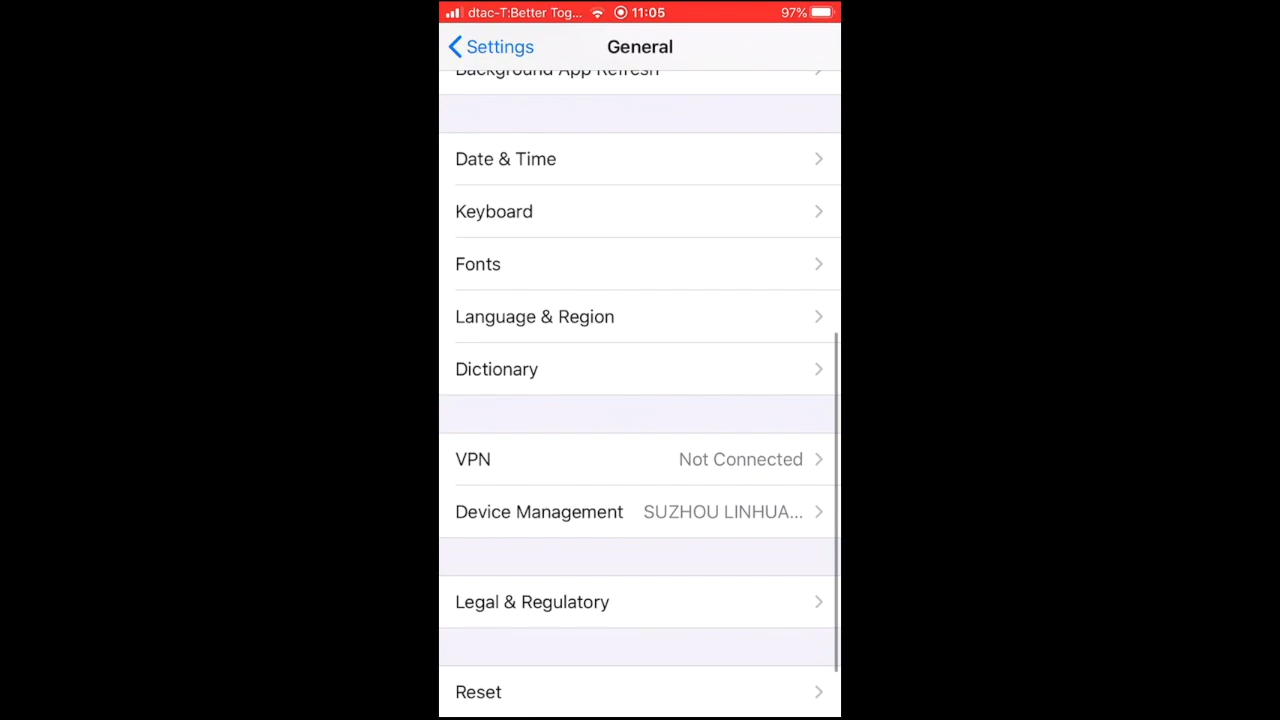 dtac-T:Better Tog... 11:05 97%
Settings General
Background App Refresh
Date & Time
Keyboard
Fonts
Language & Region
Dictionary
VPN Not Connected
Device Management SUZHOU LINHUA...
Legal & Regulatory
Reset